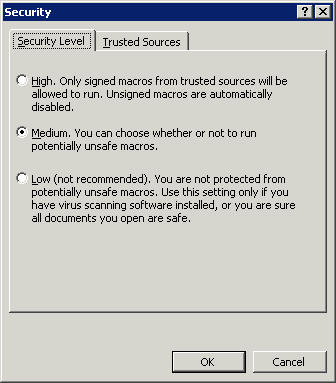 Security
Security Level
Trusted Sources
High. Only signed macros from trusted sources will be
allowed to run. Unsigned macros are automatically
disabled.
Medium. You can choose whether or not to run
potentially unsafe macros.
Low (not recommended). You are not protected from
potentially unsafe macros. Use this setting only if you
have virus scanning software installed, or you are sure
all documents you open are safe.
OK
Cancel